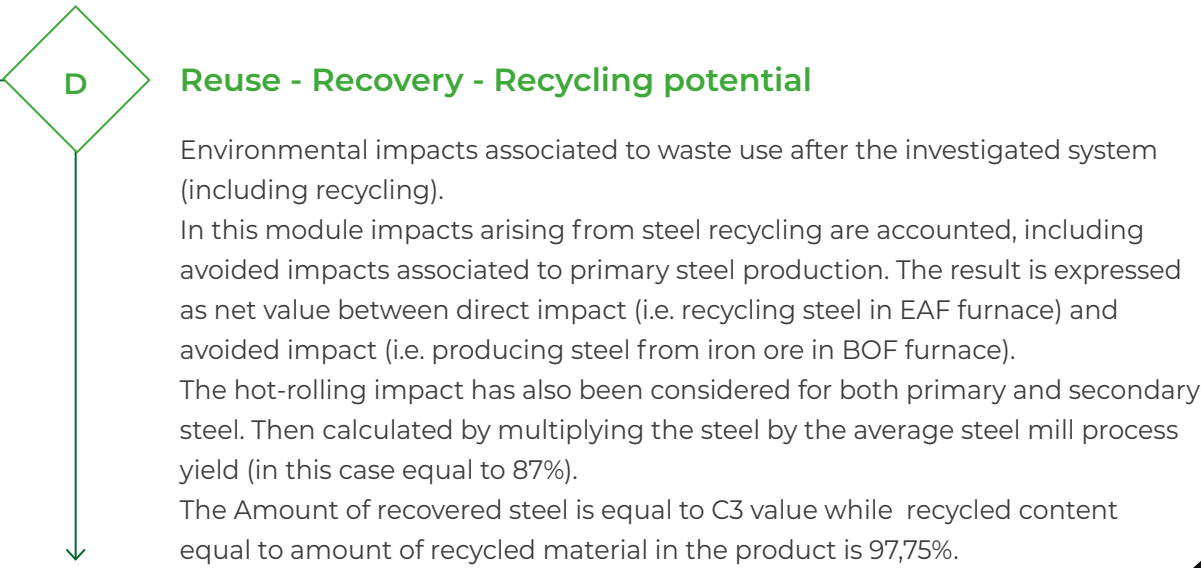 D
Reuse - Recovery - Recycling potential
Environmental impacts associated to waste use after the investigated system
(including recycling).
In this module impacts arising from steel recycling are accounted, including
avoided impacts associated to primary steel production. The result is expressed
as net value between direct impact (i.e. recycling steel in EAF furnace) and
avoided impact (i.e. producing steel from iron ore in BOF furnace).
The hot-rolling impact has also been considered for both primary and secondary
steel. Then calculated by multiplying the steel by the average steel mill process
yield (in this case equal to 87%).
The Amount of recovered steel is equal to C3 value while  recycled content
equal to amount of recycled material in the product is 97,75%.